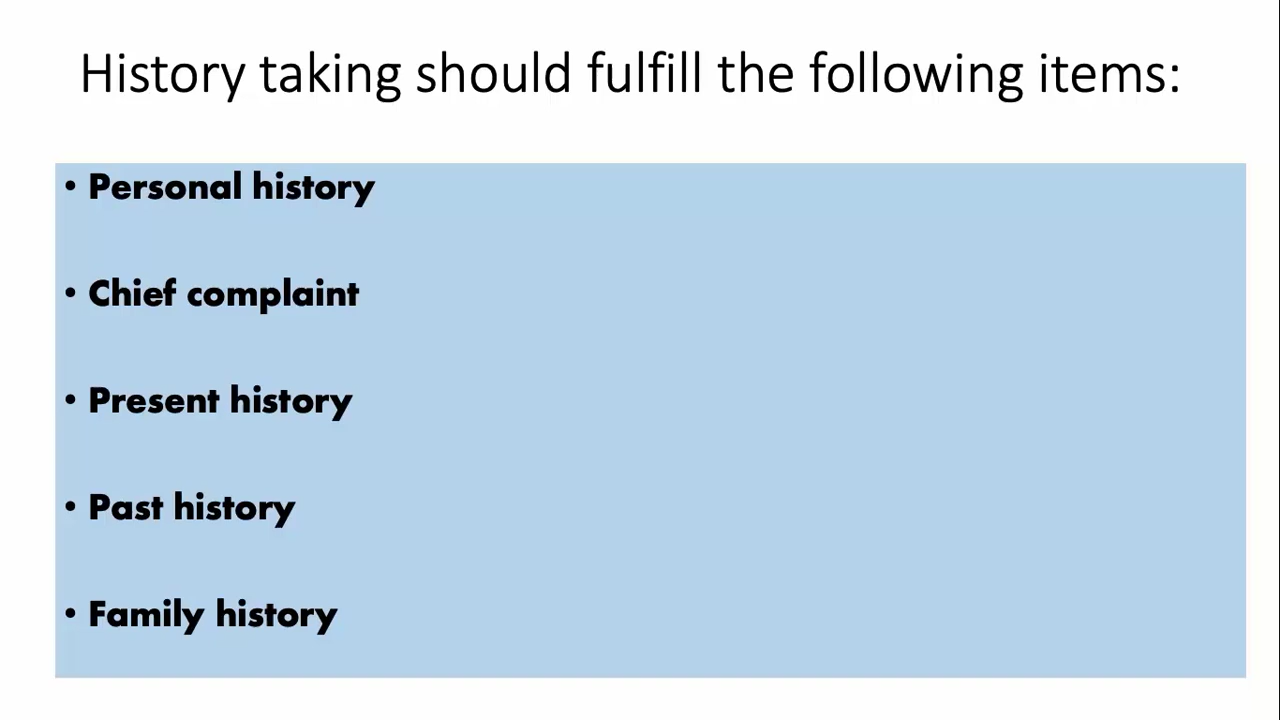 History taking should fulfill the following items:
• Personal history
• Chief complaint
• Present history
• Past history
• Family history